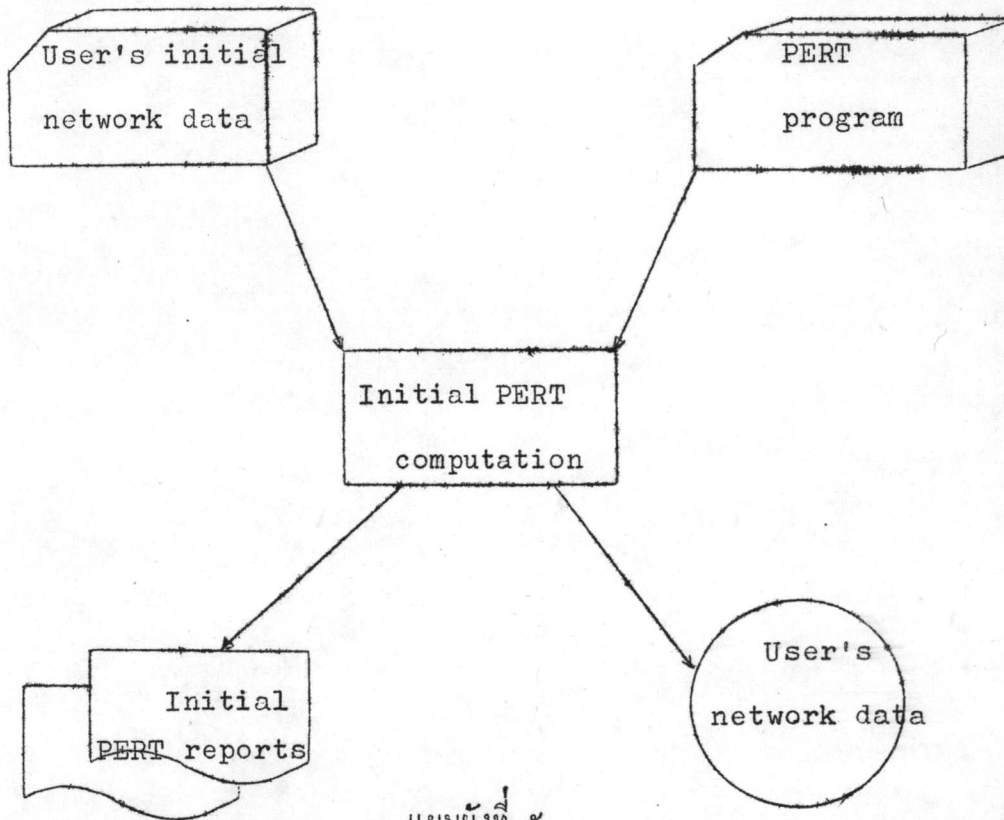 User's initial
network data
PERT
program
Initial PERT
computation
Initial
PERT reports
User's
network data